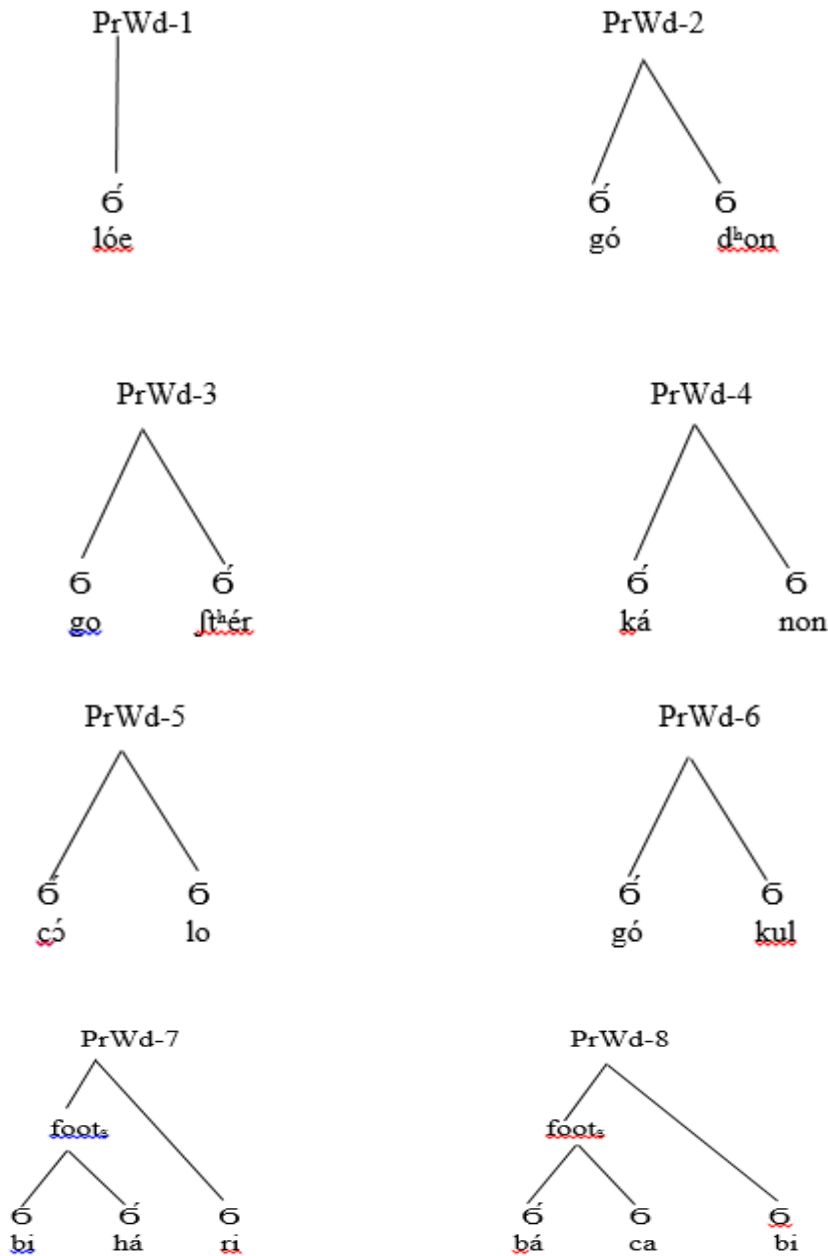 PrWd-1 PrWd-2
б́ б́ б
lóe gó dʰon
PrWd-3 PrWd-4
б б́ б́ б
go ʃtʰér ká non
PrWd-5 PrWd-6
б́ б б́ б
cɔ́ lo gó kul
PrWd-7 PrWd-8
footₛ footₛ
б б́ б б́ б б
bi há ri bá ca bi